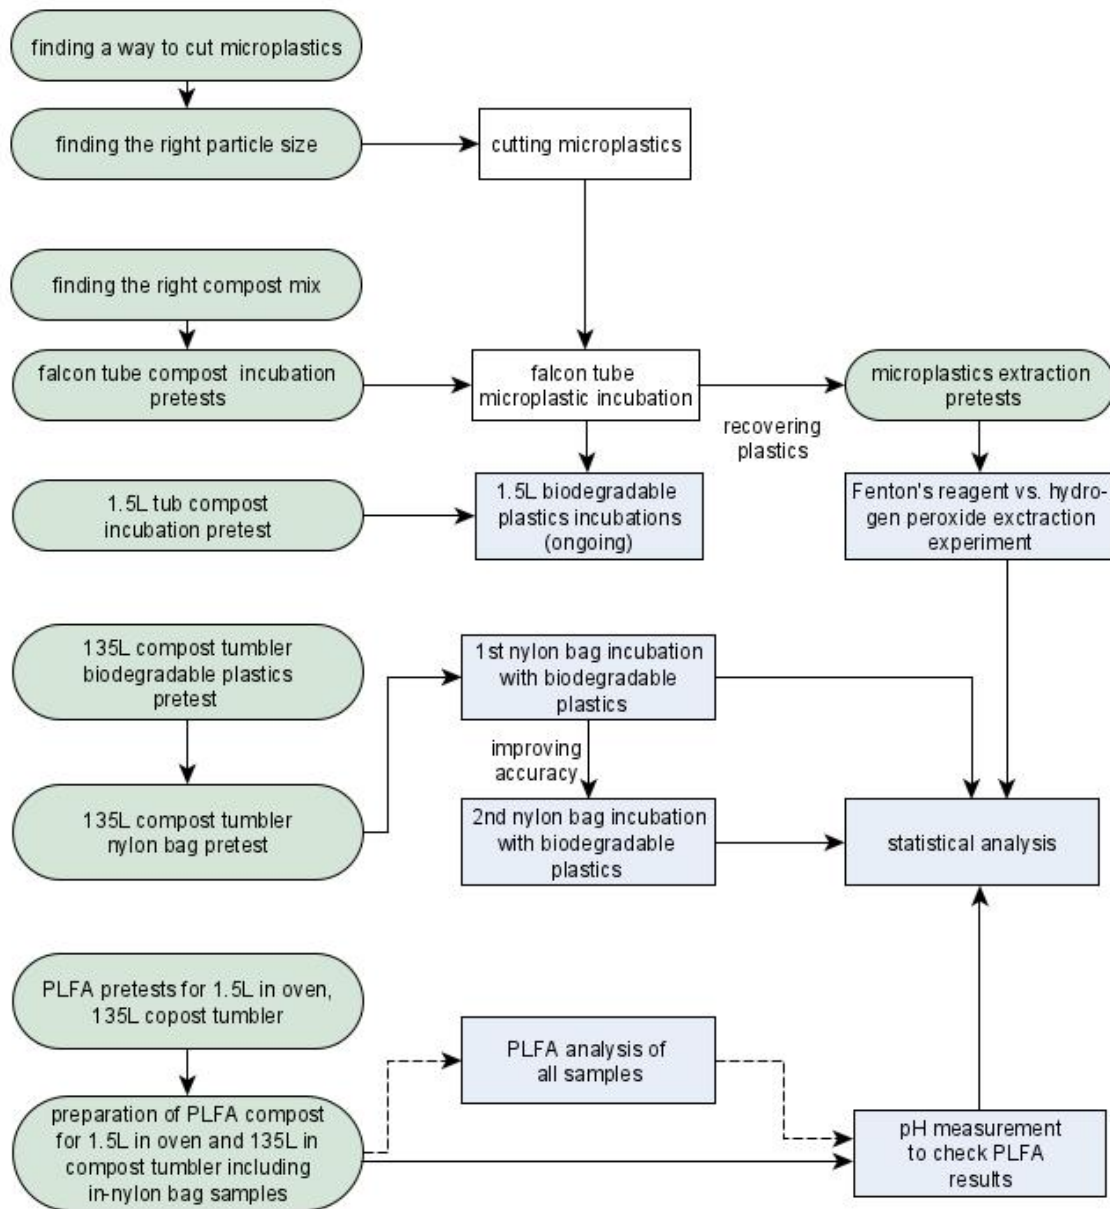 finding a way to cut microplastics
finding the right particle size
cutting microplastics
finding the right compost mix
falcon tube compost incubation
pretests
falcon tube
microplastic incubation
microplastics extraction
pretests
recovering
plastics
1.5L tub compost
incubation pretest
1.5L biodegradable
plastics incubations
(ongoing)
Fenton's reagent vs. hydro-
gen peroxide exctraction
experiment
135L compost tumbler
biodegradable plastics
pretest
1st nylon bag incubation
with biodegradable
plastics
improving
accuracy
135L compost tumbler
nylon bag pretest
2nd nylon bag incubation
with biodegradable
plastics
statistical analysis
PLFA pretests for 1.5L in oven,
135L copost tumbler
PLFA analysis of
all samples
preparation of PLFA compost
for 1.5L in oven and 135L in
compost tumbler including
in-nylon bag samples
pH measurement
to check PLFA
results